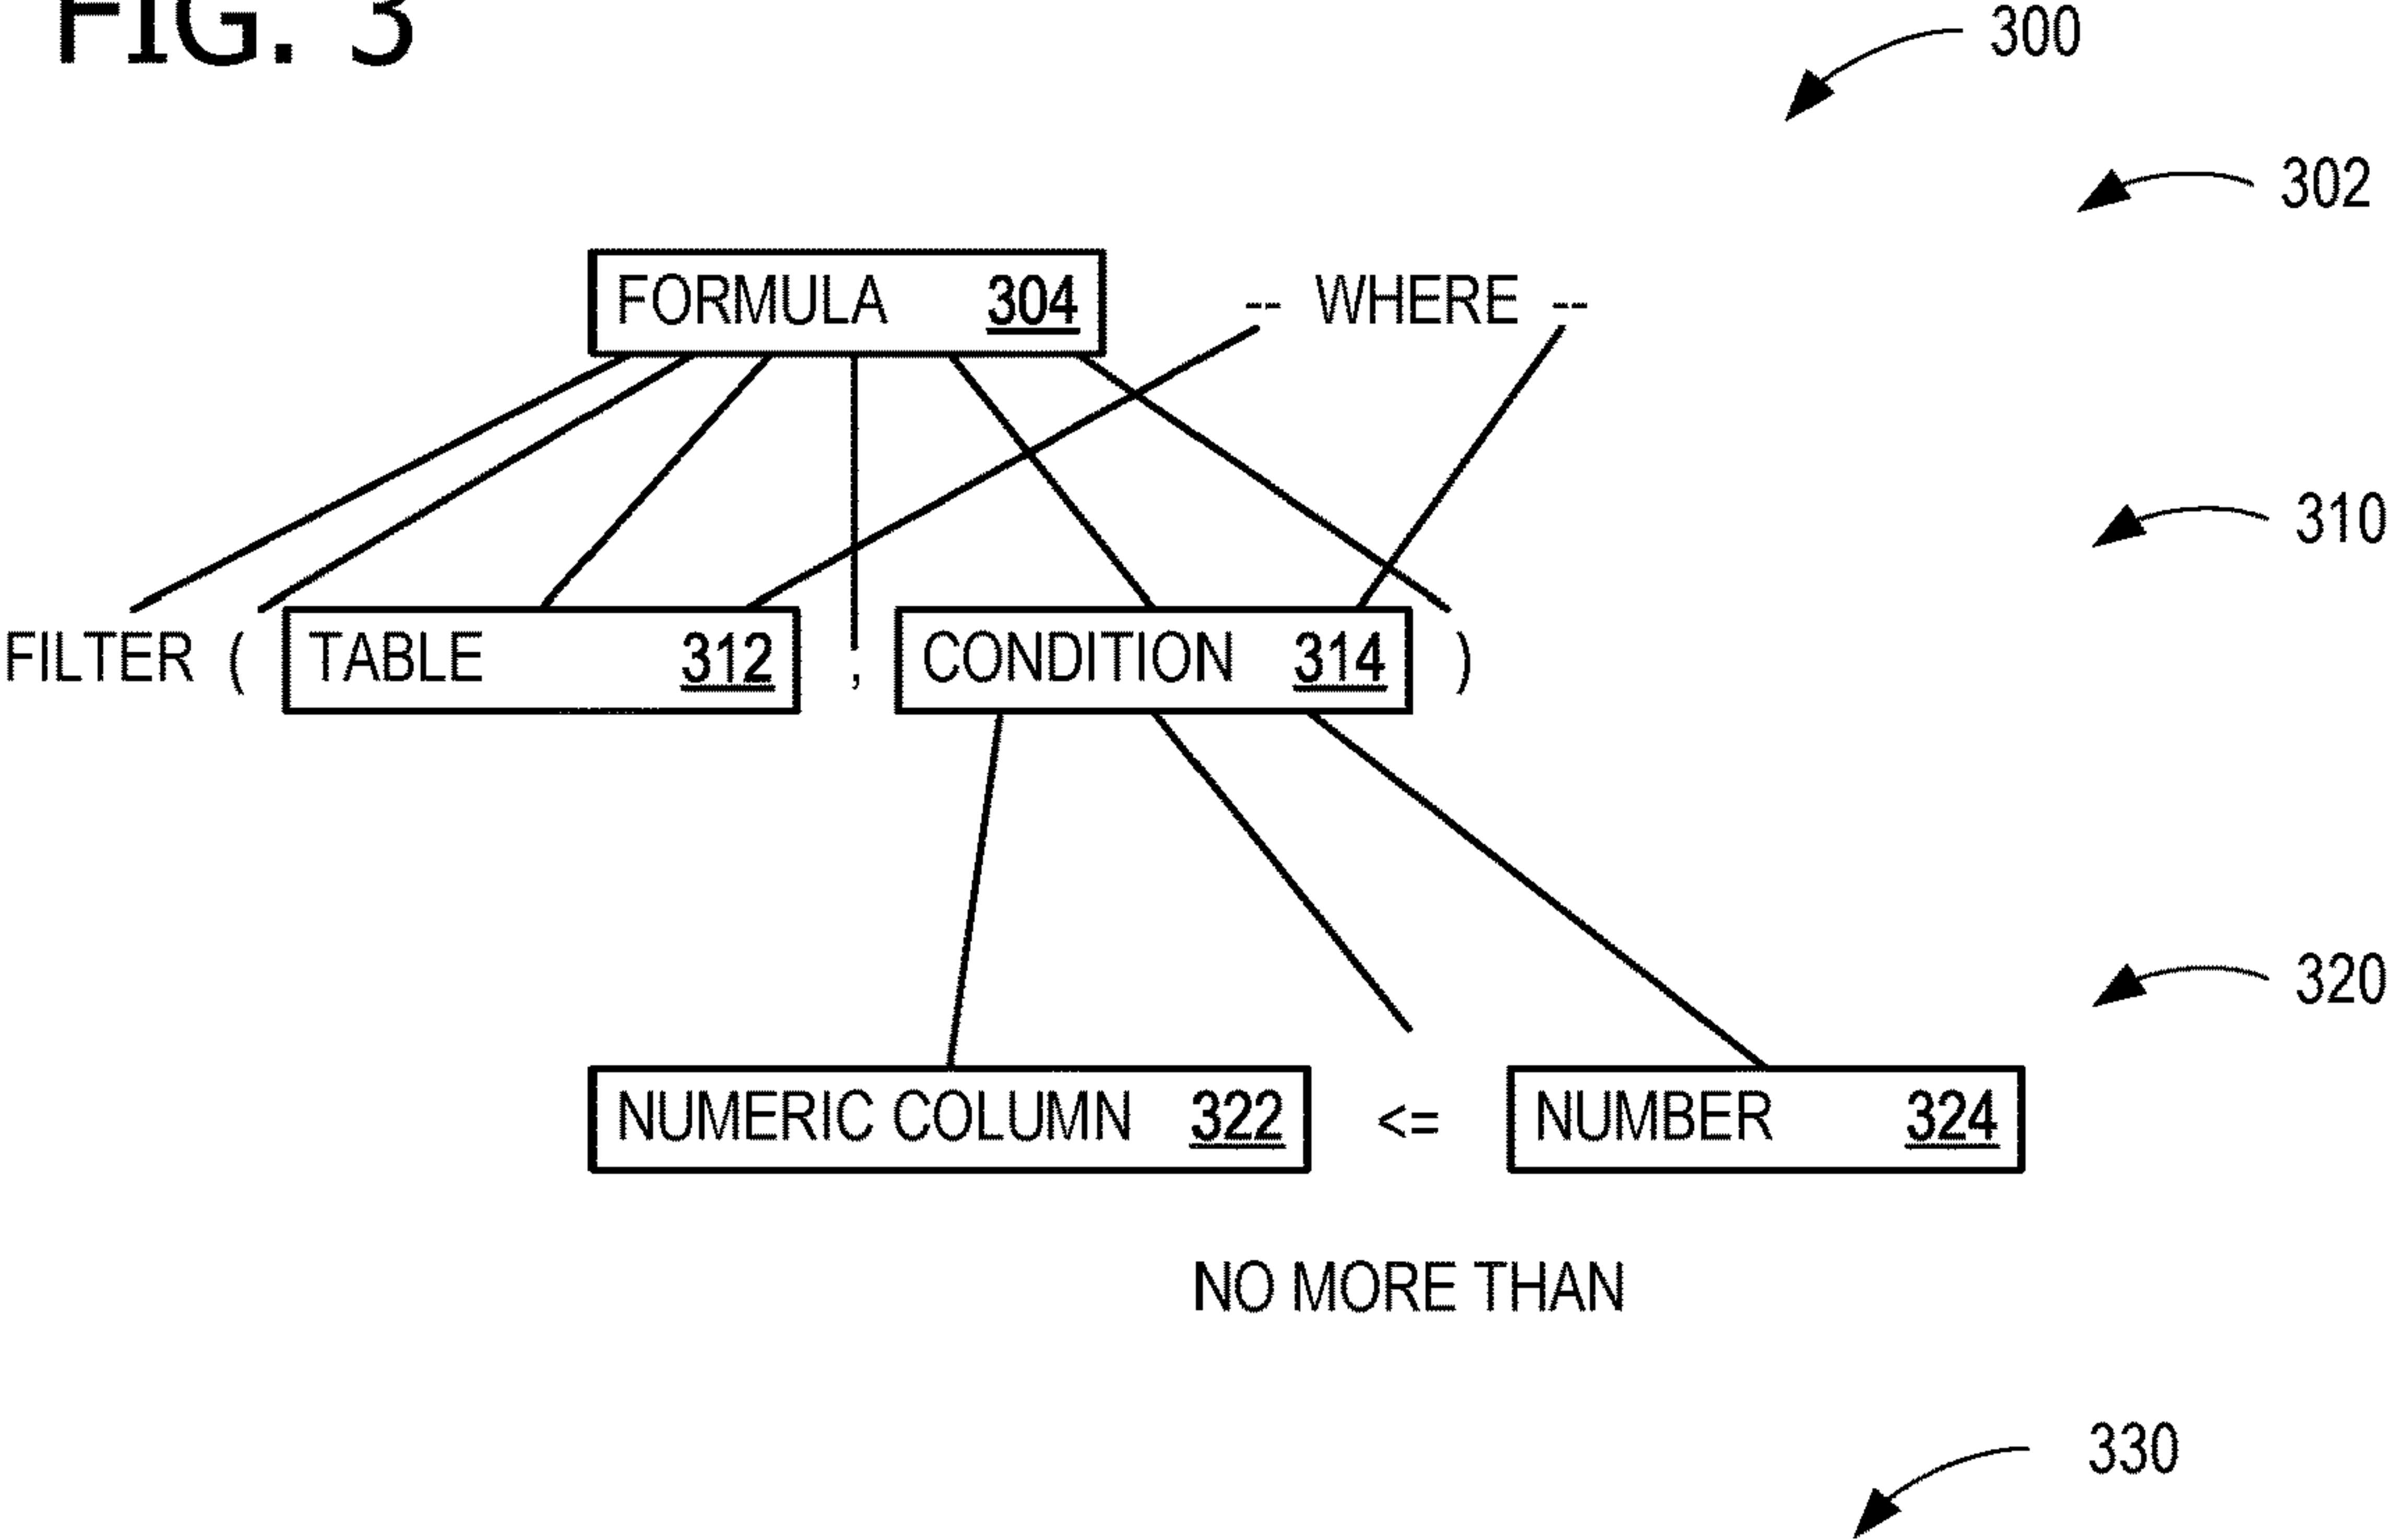 FIG. 3
300
302
FORMULA 304 -- WHERE --
310
FILTER ( TABLE 312 , CONDITION 314 )
320
NUMERIC COLUMN 322 <= NUMBER 324
NO MORE THAN
330